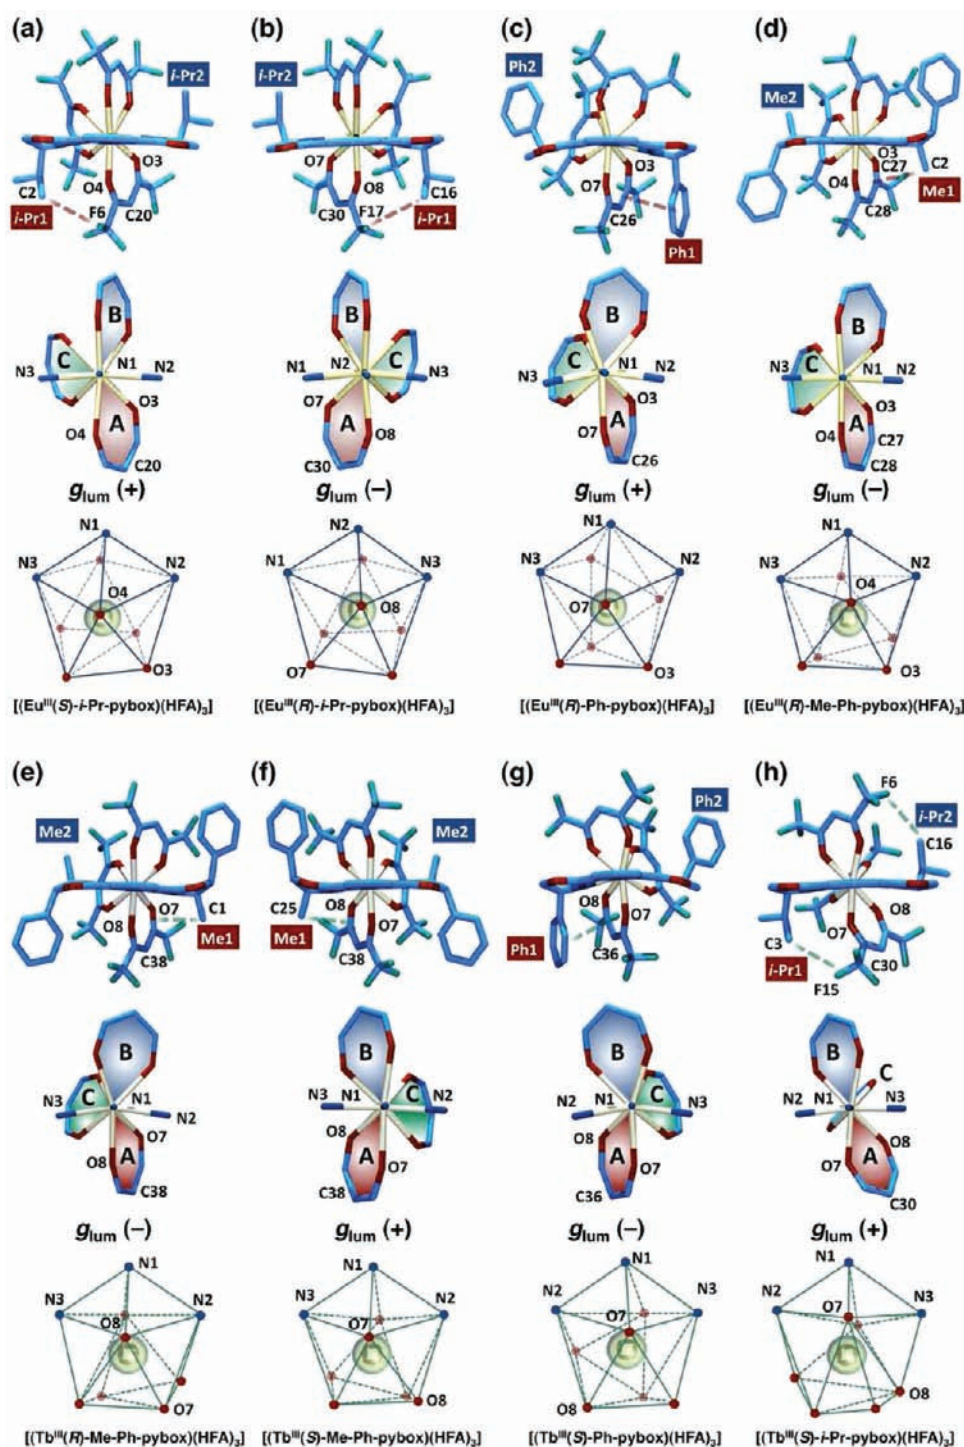 (a)
i-Pr2
O3
O4
C2
F6
C20
i-Pr1
B
C
N3
N1
N2
O3
O4
A
C20
glum (+)
N1
N3
N2
O4
O3
[(EuIII(S)-i-Pr-pybox)(HFA)3]
(b)
i-Pr2
O7
O8
C16
C30
F17
i-Pr1
B
C
N1
N2
N3
O7
A
O8
C30
glum (–)
N2
N1
N3
O8
O7
[(EuIII(R)-i-Pr-pybox)(HFA)3]
(c)
Ph2
O3
O7
C26
Ph1
B
C
N3
N1
N2
O3
A
O7
C26
glum (+)
N1
N3
N2
O7
O3
[(EuIII(R)-Ph-pybox)(HFA)3]
(d)
Me2
O3
C27
C2
O4
Me1
C28
B
C
N3
N1
N2
A
O3
O4
C27
C28
glum (–)
N1
N3
N2
O4
O3
[(EuIII(R)-Me-Ph-pybox)(HFA)3]
(e)
Me2
O7
C1
O8
Me1
C38
B
C
N3
N1
N2
O7
A
O8
C38
glum (–)
N1
N3
N2
O8
O7
[(TbIII(R)-Me-Ph-pybox)(HFA)3]
(f)
Me2
O8
C25
O7
Me1
C38
B
C
N3
N1
N2
O8
A
O7
C38
glum (+)
N1
N3
N2
O7
O8
[(TbIII(S)-Me-Ph-pybox)(HFA)3]
(g)
Ph2
O8
O7
Ph1
C36
B
C
N2
N1
N3
O8
A
O7
C36
glum (–)
N1
N2
N3
O7
O8
[(TbIII(S)-Ph-pybox)(HFA)3]
(h)
F6
i-Pr2
C16
O8
O7
C3
C30
i-Pr1
F15
B
C
N2
N1
N3
A
O8
O7
C30
glum (+)
N1
N2
N3
O7
O8
[(TbIII(S)-i-Pr-pybox)(HFA)3]